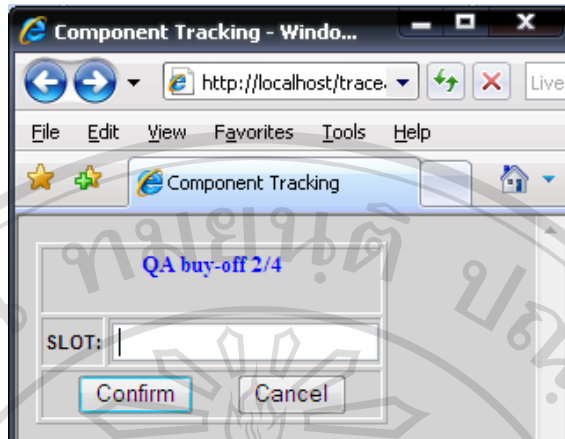 Component Tracking - Windo...
http://localhost/trace.
Live
File Edit View Favorites Tools Help
Component Tracking
QA buy-off 2/4
SLOT:
Confirm Cancel